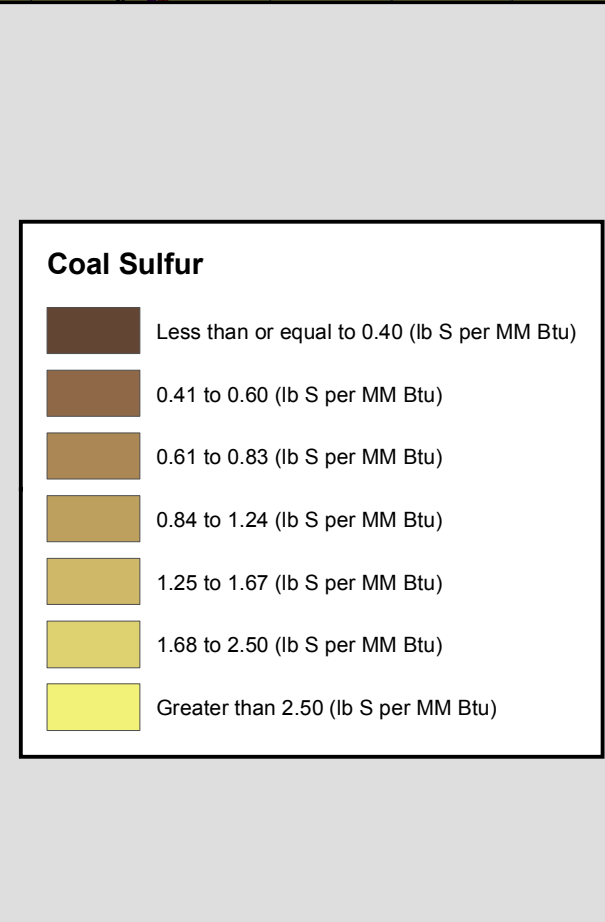 Coal Sulfur
Less than or equal to 0.40 (lb S per MM Btu)
0.41 to 0.60 (lb S per MM Btu)
0.61 to 0.83 (lb S per MM Btu)
0.84 to 1.24 (lb S per MM Btu)
1.25 to 1.67 (lb S per MM Btu)
1.68 to 2.50 (lb S per MM Btu)
Greater than 2.50 (lb S per MM Btu)